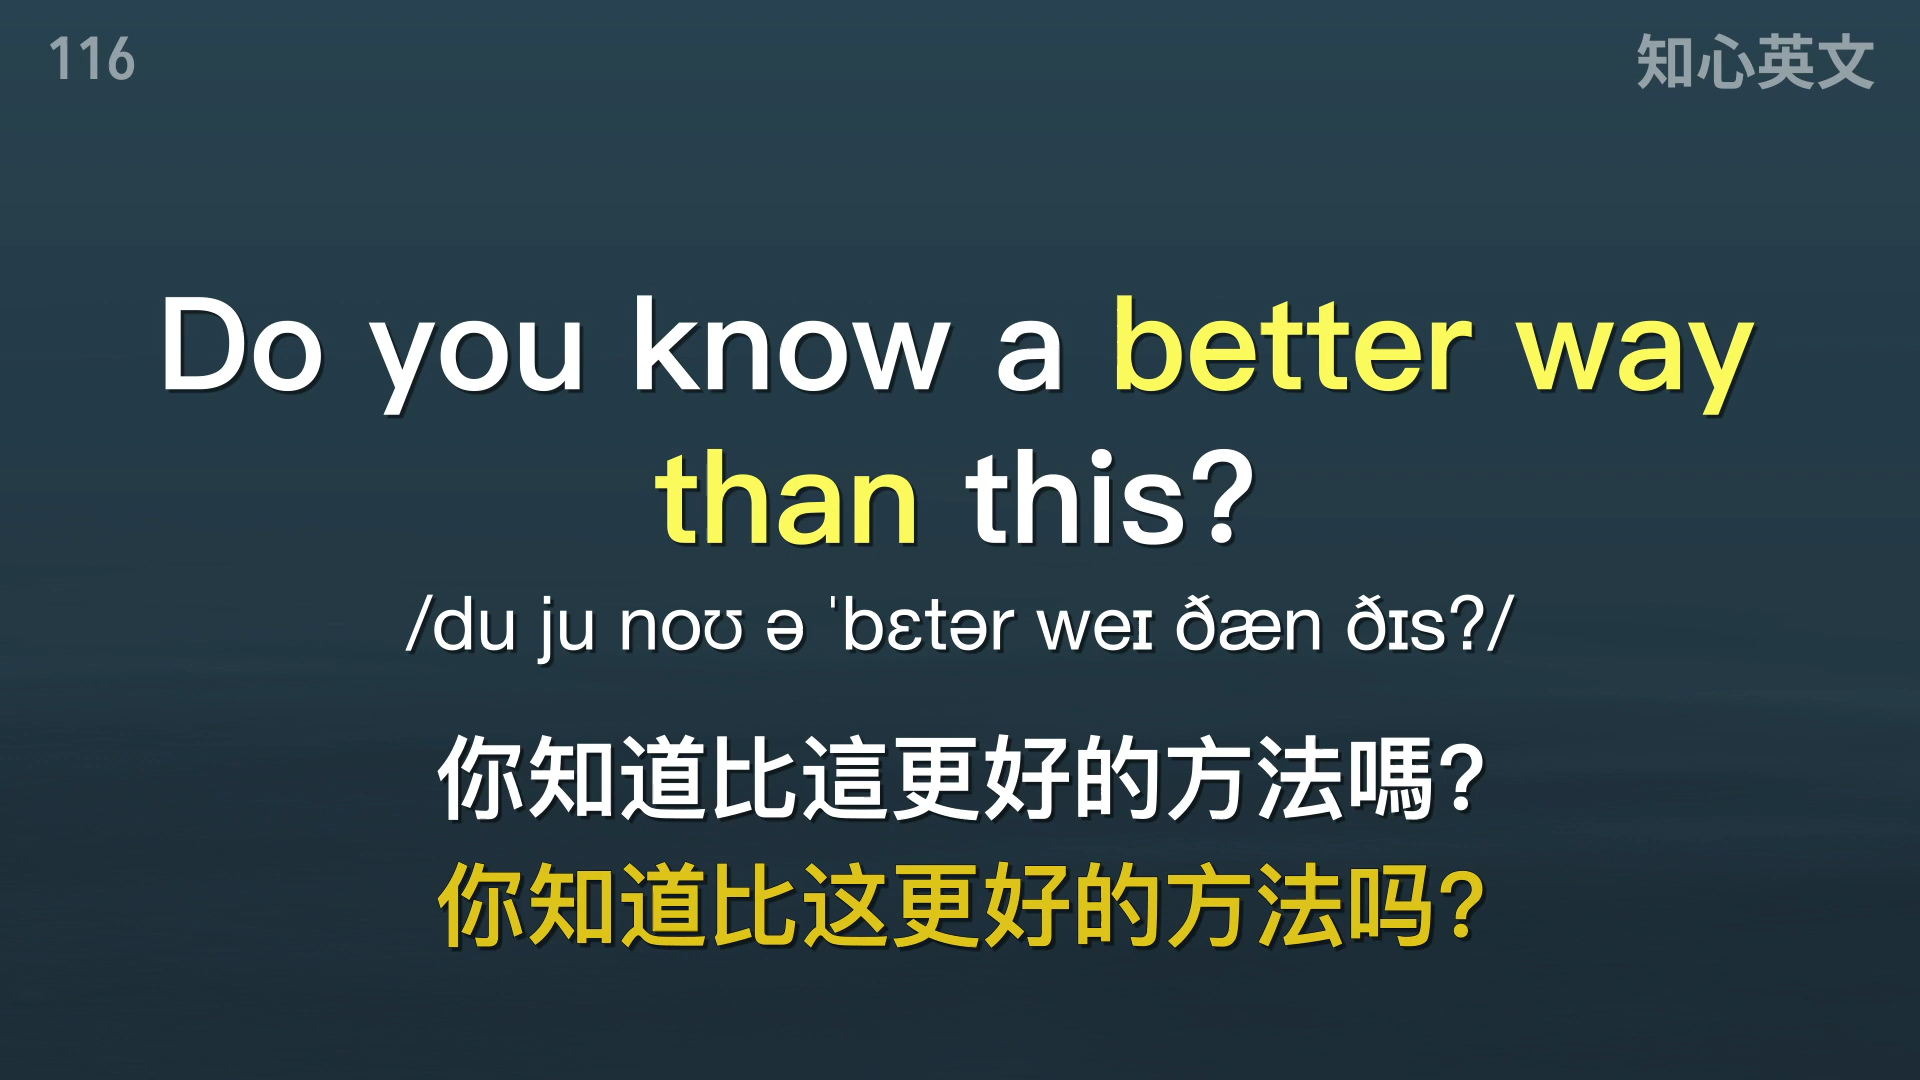 116
知心英文
Do you know a better way
than this?
/du ju noʊ ə ˈbɛtər weɪ ðæn ðɪs?/
你知道比這更好的方法嗎?
你知道比这更好的方法吗?